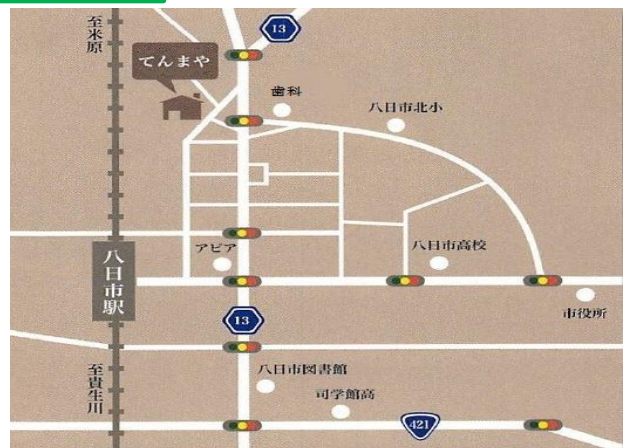 至米原
13
てんまや
歯科
八日市北小
アピア
八日市高校
八日市駅
市役所
13
至貴生川
八日市図書館
司学館高
421